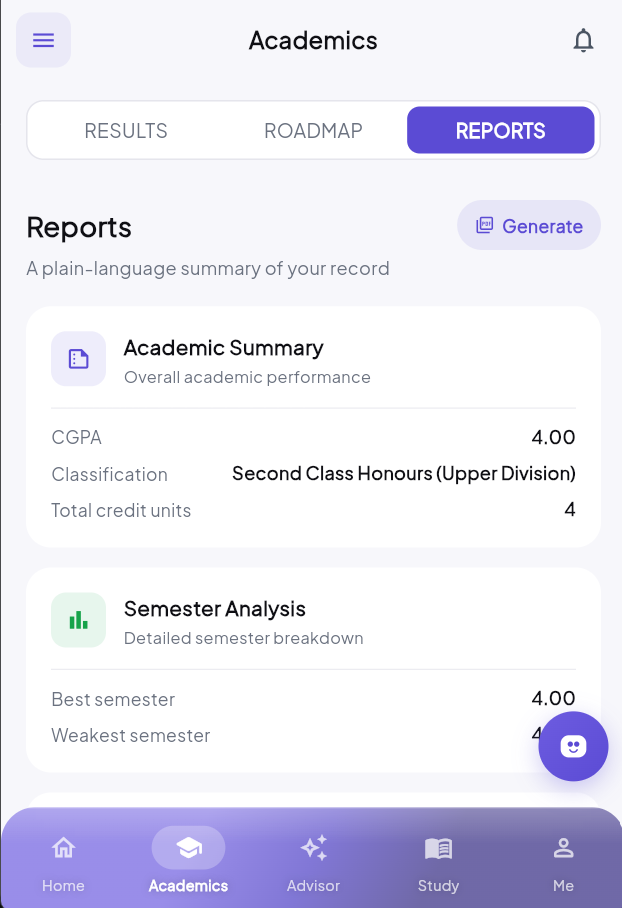 Academics
RESULTS
ROADMAP
REPORTS
Reports
Generate
A plain-language summary of your record
Academic Summary
Overall academic performance
CGPA 4.00
Classification Second Class Honours (Upper Division)
Total credit units 4
Semester Analysis
Detailed semester breakdown
Best semester 4.00
Weakest semester
Home
Academics
Advisor
Study
Me